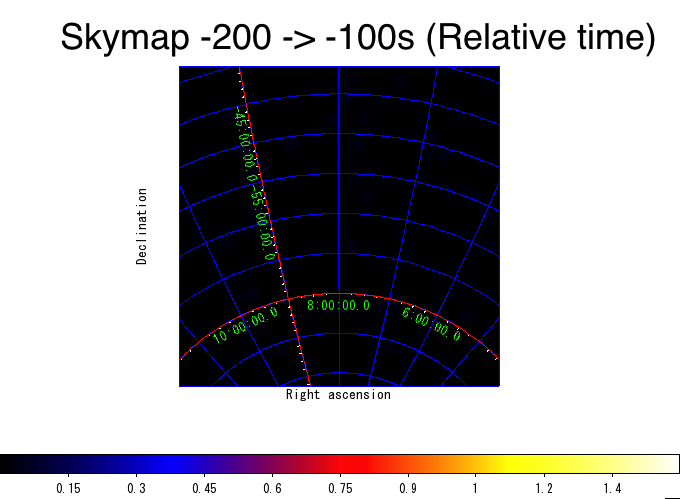 Skymap -200 -> -100s (Relative time)
-45:00:00.0
-55:00:00.0
Declination
10:00:00.0 8:00:00.0 6:00:00.0
Right ascension
0.15 0.3 0.45 0.6 0.75 0.9 1 1.2 1.4